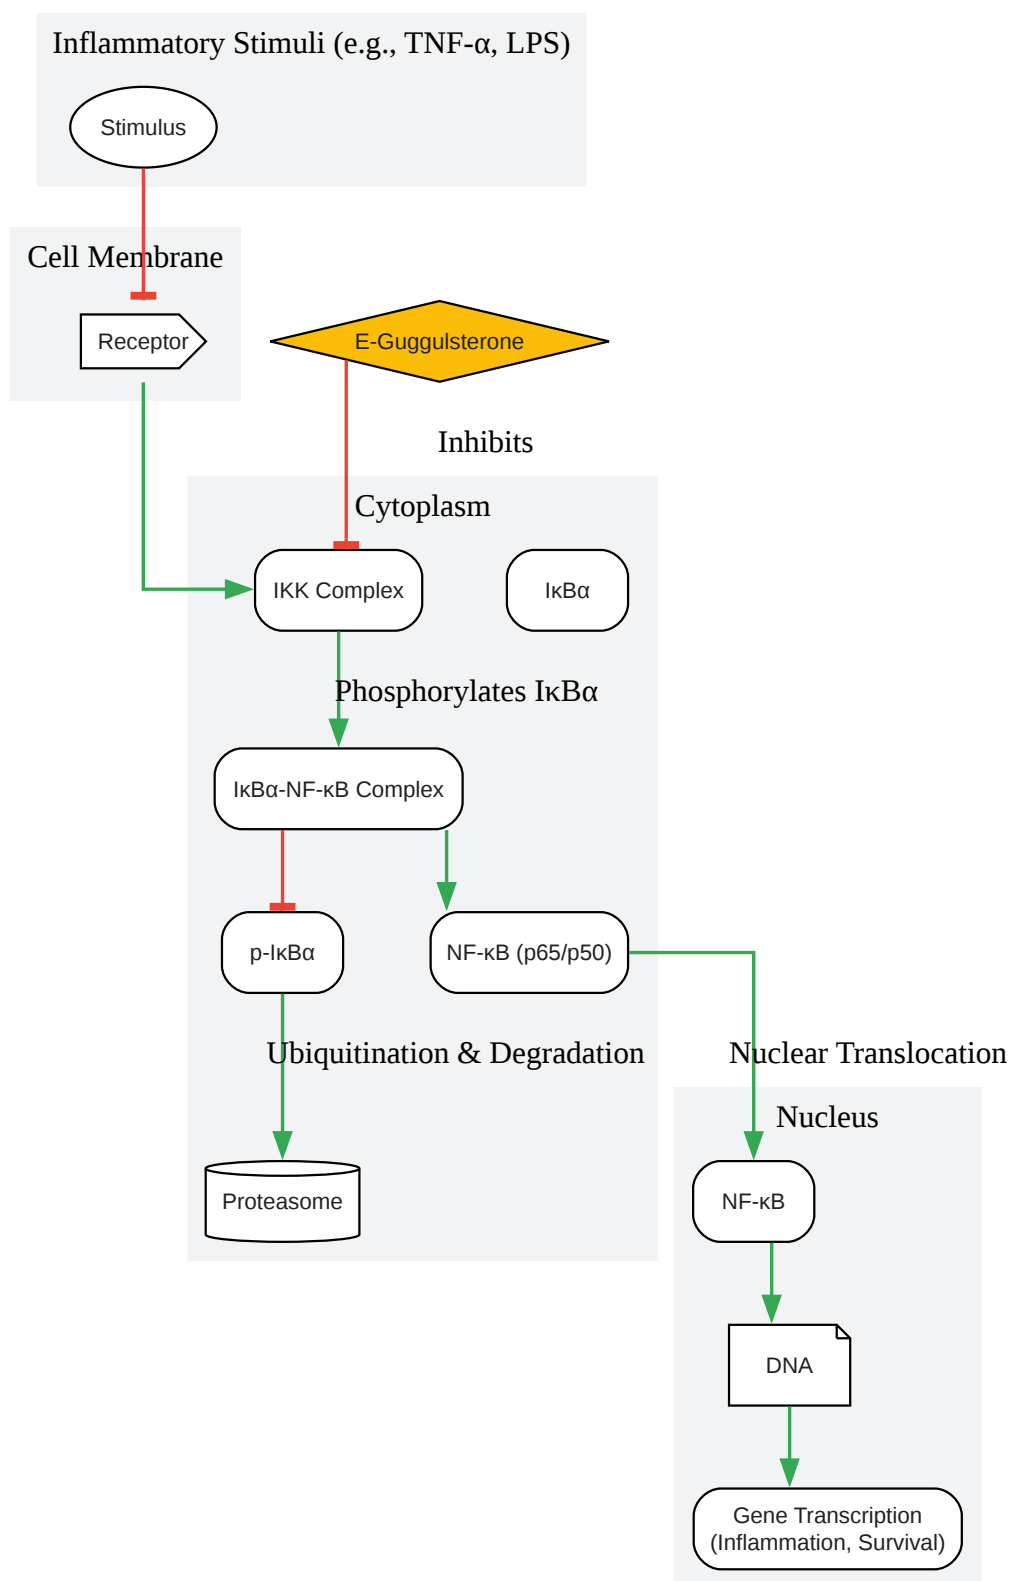 Inflammatory Stimuli (e.g., TNF-α, LPS)
Stimulus
Cell Membrane
Receptor
E-Guggulsterone
Inhibits
Cytoplasm
IKK Complex
IκBα
Phosphorylates IκBα
IκBα-NF-κB Complex
p-IκBα
NF-κB (p65/p50)
Ubiquitination & Degradation
Nuclear Translocation
Nucleus
Proteasome
NF-κB
DNA
Gene Transcription
(Inflammation, Survival)